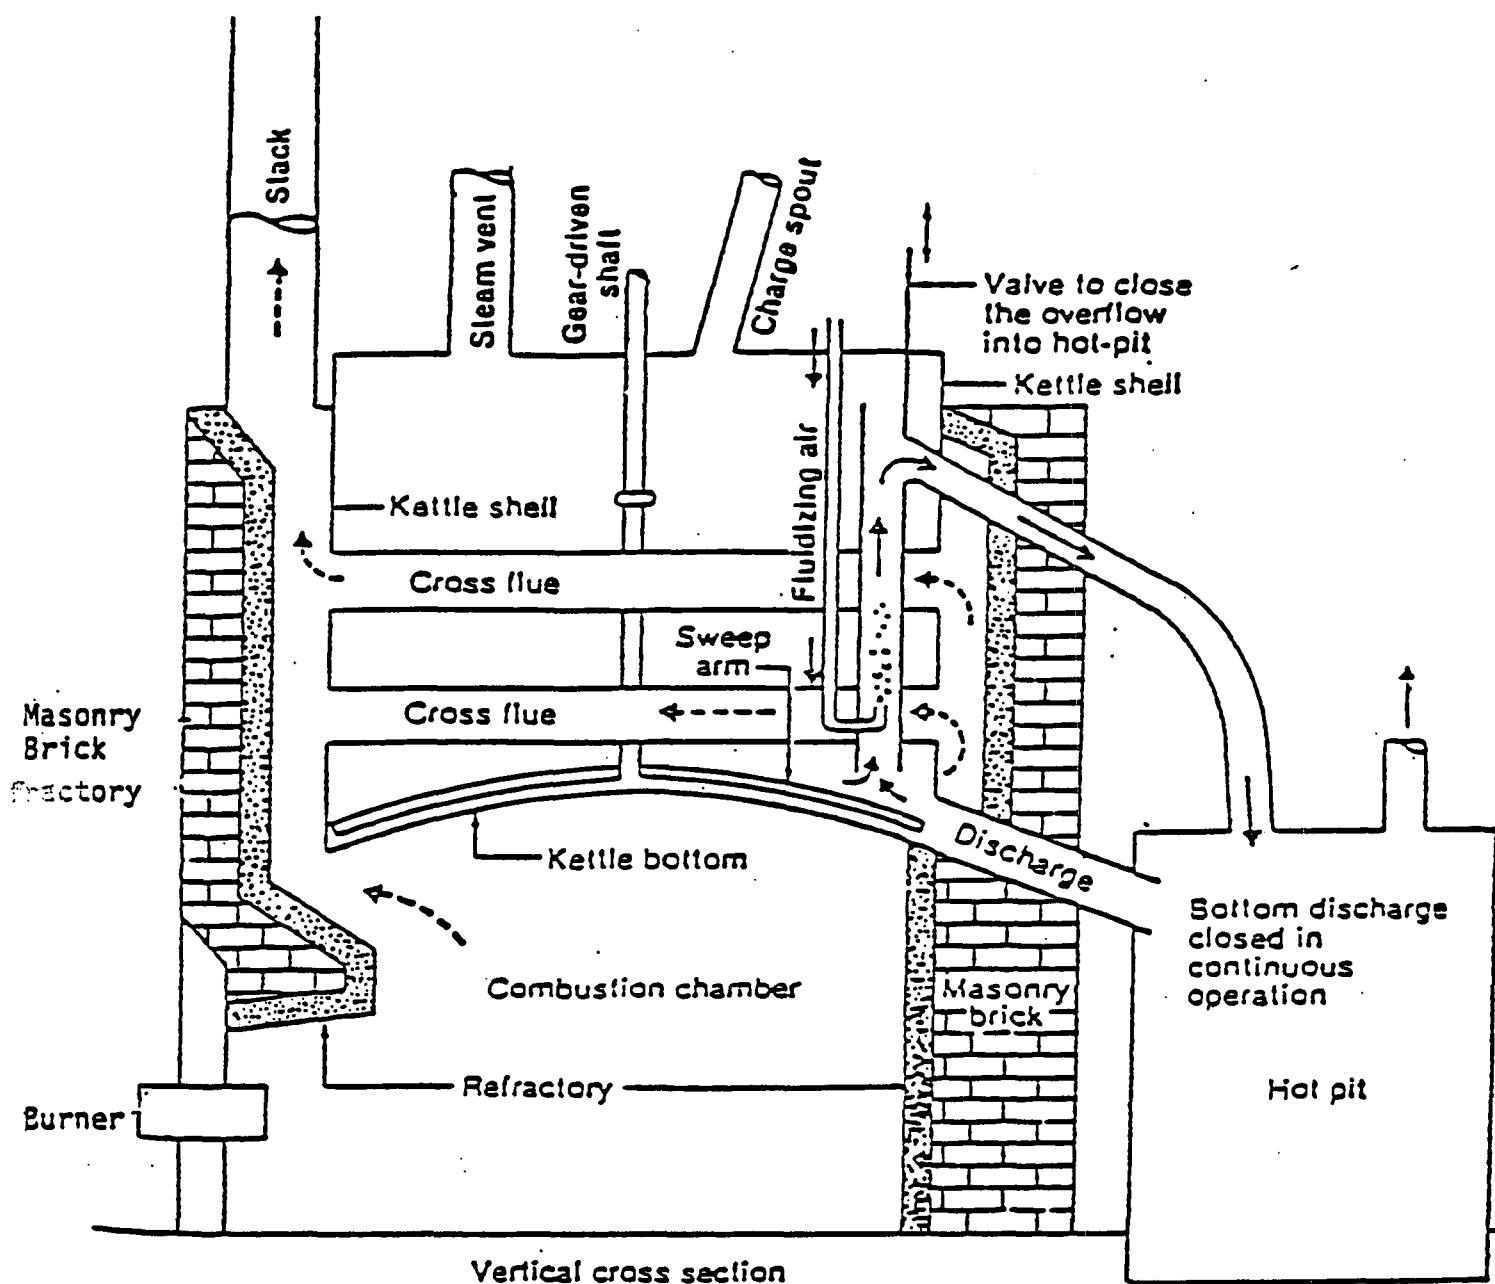 Stack
Steam vent
Gear-driven
shaft
Charge spout
Valve to close
the overflow
into hot-pit
Kettle shell
Fluidizing air
Kettle shell
Cross flue
Sweep
arm
Cross flue
Masonry
Brick
fractory
Kettle bottom
Discharge
Bottom discharge
closed in
continuous
operation
Combustion chamber
Masonry
brick
Refractory
Hot pit
Burner
Vertical cross section